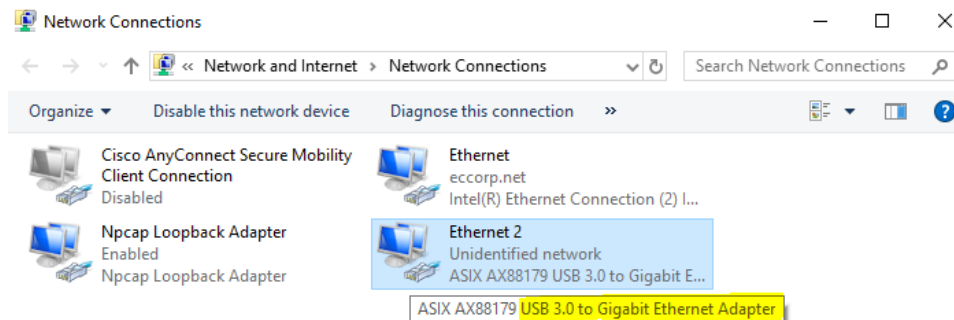 Network Connections
« Network and Internet > Network Connections
Search Network Connections
Organize
Disable this network device
Diagnose this connection
»
?
Cisco AnyConnect Secure Mobility
Client Connection
Disabled
Ethernet
eccorp.net
Intel(R) Ethernet Connection (2) I...
Npcap Loopback Adapter
Enabled
Npcap Loopback Adapter
Ethernet 2
Unidentified network
ASIX AX88179 USB 3.0 to Gigabit E...
ASIX AX88179 USB 3.0 to Gigabit Ethernet Adapter